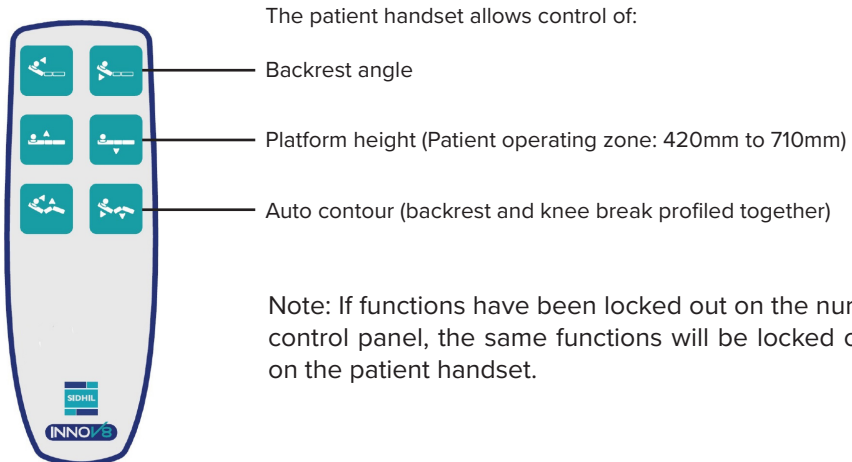 The patient handset allows control of:
Backrest angle
Platform height (Patient operating zone: 420mm to 710mm)
Auto contour (backrest and knee break profiled together)
Note: If functions have been locked out on the
control panel, the same functions will be locked
on the patient handset.
SIDHIL
INNOV8